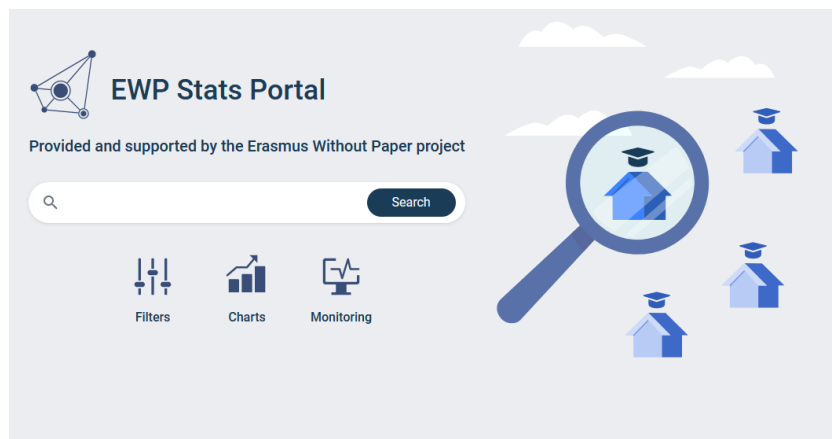 EWP Stats Portal
Provided and supported by the Erasmus Without Paper project
Search
Filters Charts Monitoring